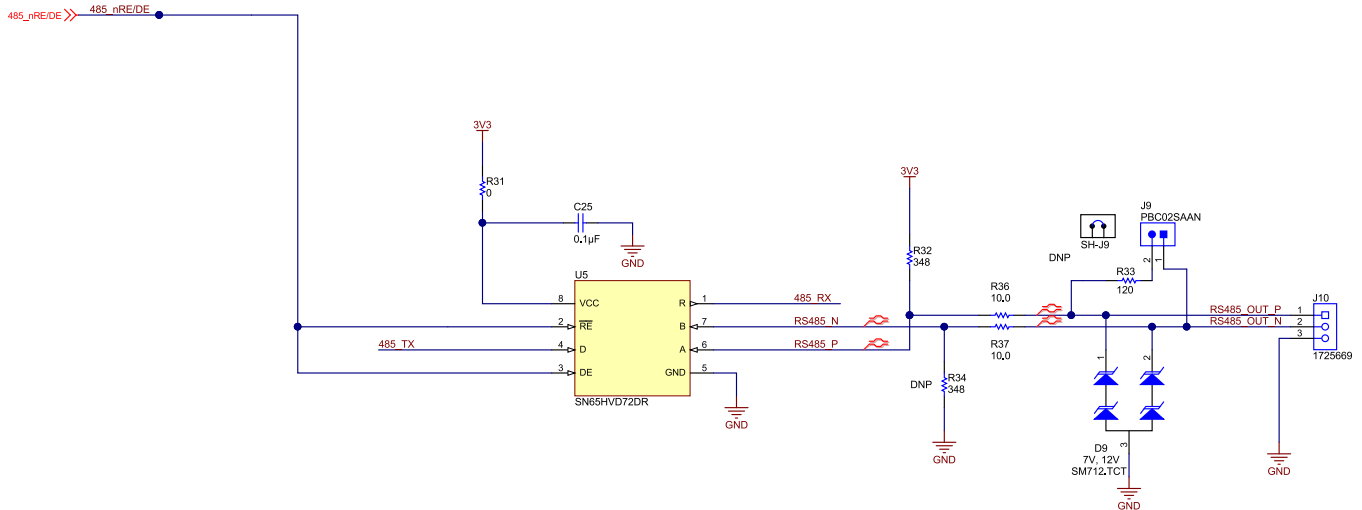 485_nRE/DE
485_nRE/DE
3V3
R31
0
C25
0.1µF
GND
3V3
R32
348
DNP
SH-J9
J9
PBC02SAAN
2
1
R33
120
R36
10.0
R37
10.0
U5
8
VCC
2
RE
4
D
3
DE
R
1
B
7
A
6
GND
5
SN65HVD72DR
485_TX
485_RX
RS485_N
RS485_P
GND
DNP
R34
348
GND
RS485_OUT_P
RS485_OUT_N
J10
1
2
3
1725669
1
2
3
D9
7V, 12V
SM712.TCT
GND
GND